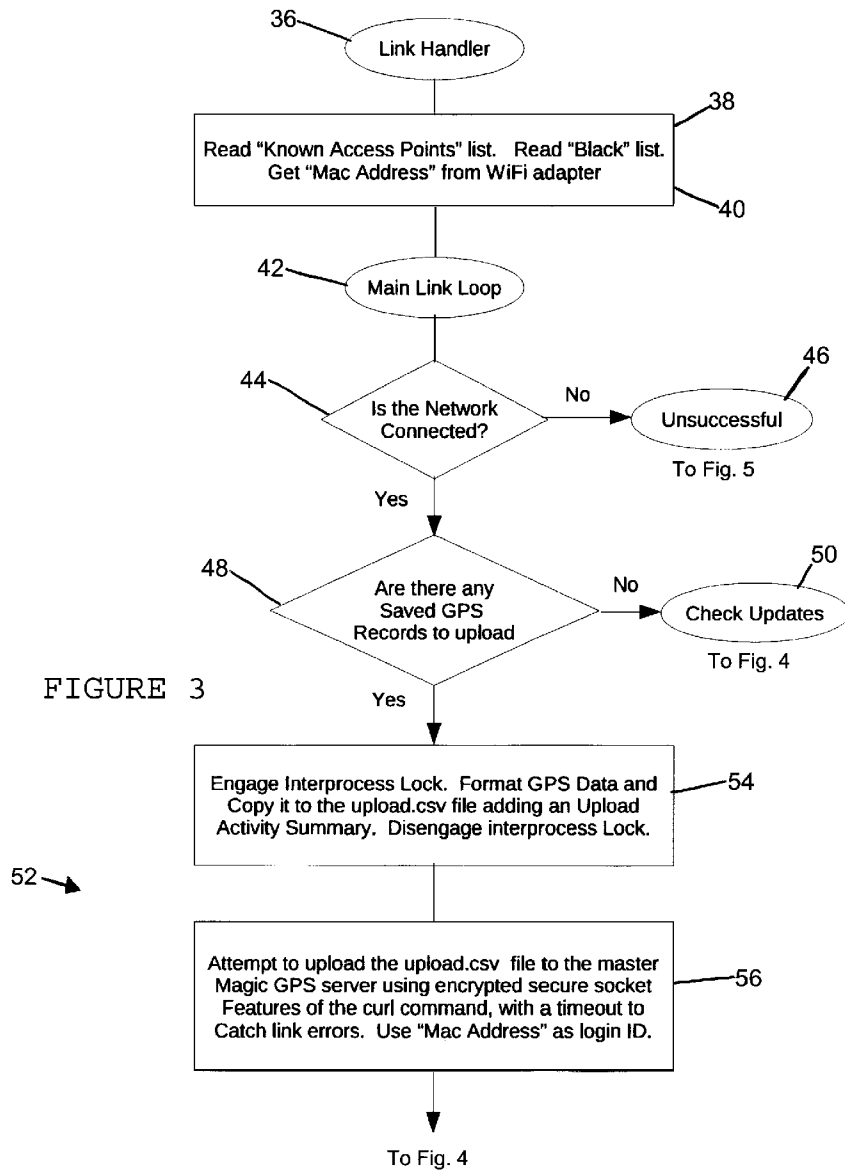 36
Link Handler
38
Read “Known Access Points” list. Read “Black” list.
Get “Mac Address” from WiFi adapter
40
42
Main Link Loop
44
Is the Network
Connected?
No
46
Unsuccessful
To Fig. 5
Yes
48
Are there any
Saved GPS
Records to upload
No
50
Check Updates
To Fig. 4
FIGURE 3
Yes
54
Engage Interprocess Lock. Format GPS Data and
Copy it to the upload.csv file adding an Upload
Activity Summary. Disengage interprocess Lock.
52
56
Attempt to upload the upload.csv file to the master
Magic GPS server using encrypted secure socket
Features of the curl command, with a timeout to
Catch link errors. Use “Mac Address” as login ID.
To Fig. 4